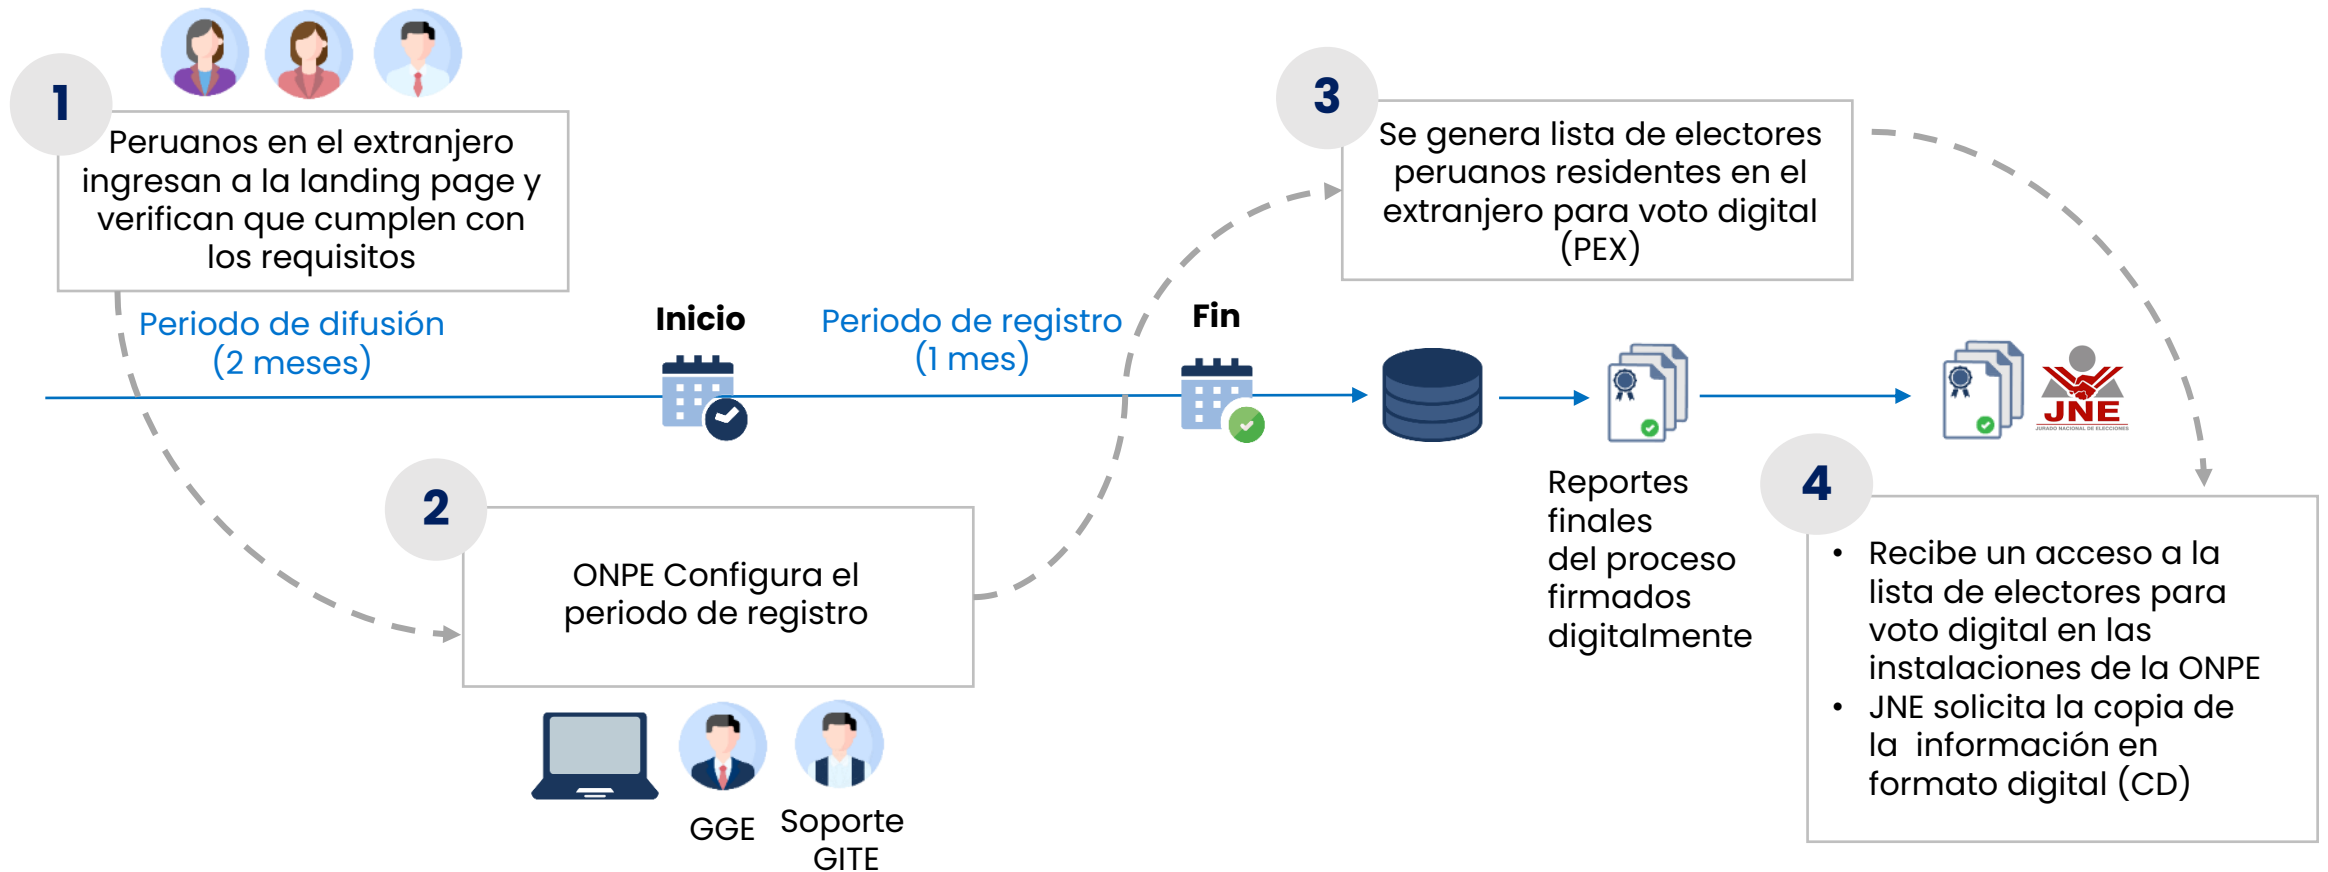 1
Peruanos en el extranjero
ingresan a la landing page y
verifican que cumplen con
los requisitos
Periodo de difusión
(2 meses)
Inicio
Periodo de registro
(1 mes)
Fin
2
ONPE Configura el
periodo de registro
GGE
Soporte
GITE
3
Se genera lista de electores
peruanos residentes en el
extranjero para voto digital
(PEX)
Reportes
finales
del proceso
firmados
digitalmente
JNE
JURADO NACIONAL DE ELECCIONES
4
• Recibe un acceso a la
lista de electores para
voto digital en las
instalaciones de la ONPE
• JNE solicita la copia de
la  información en
formato digital (CD)